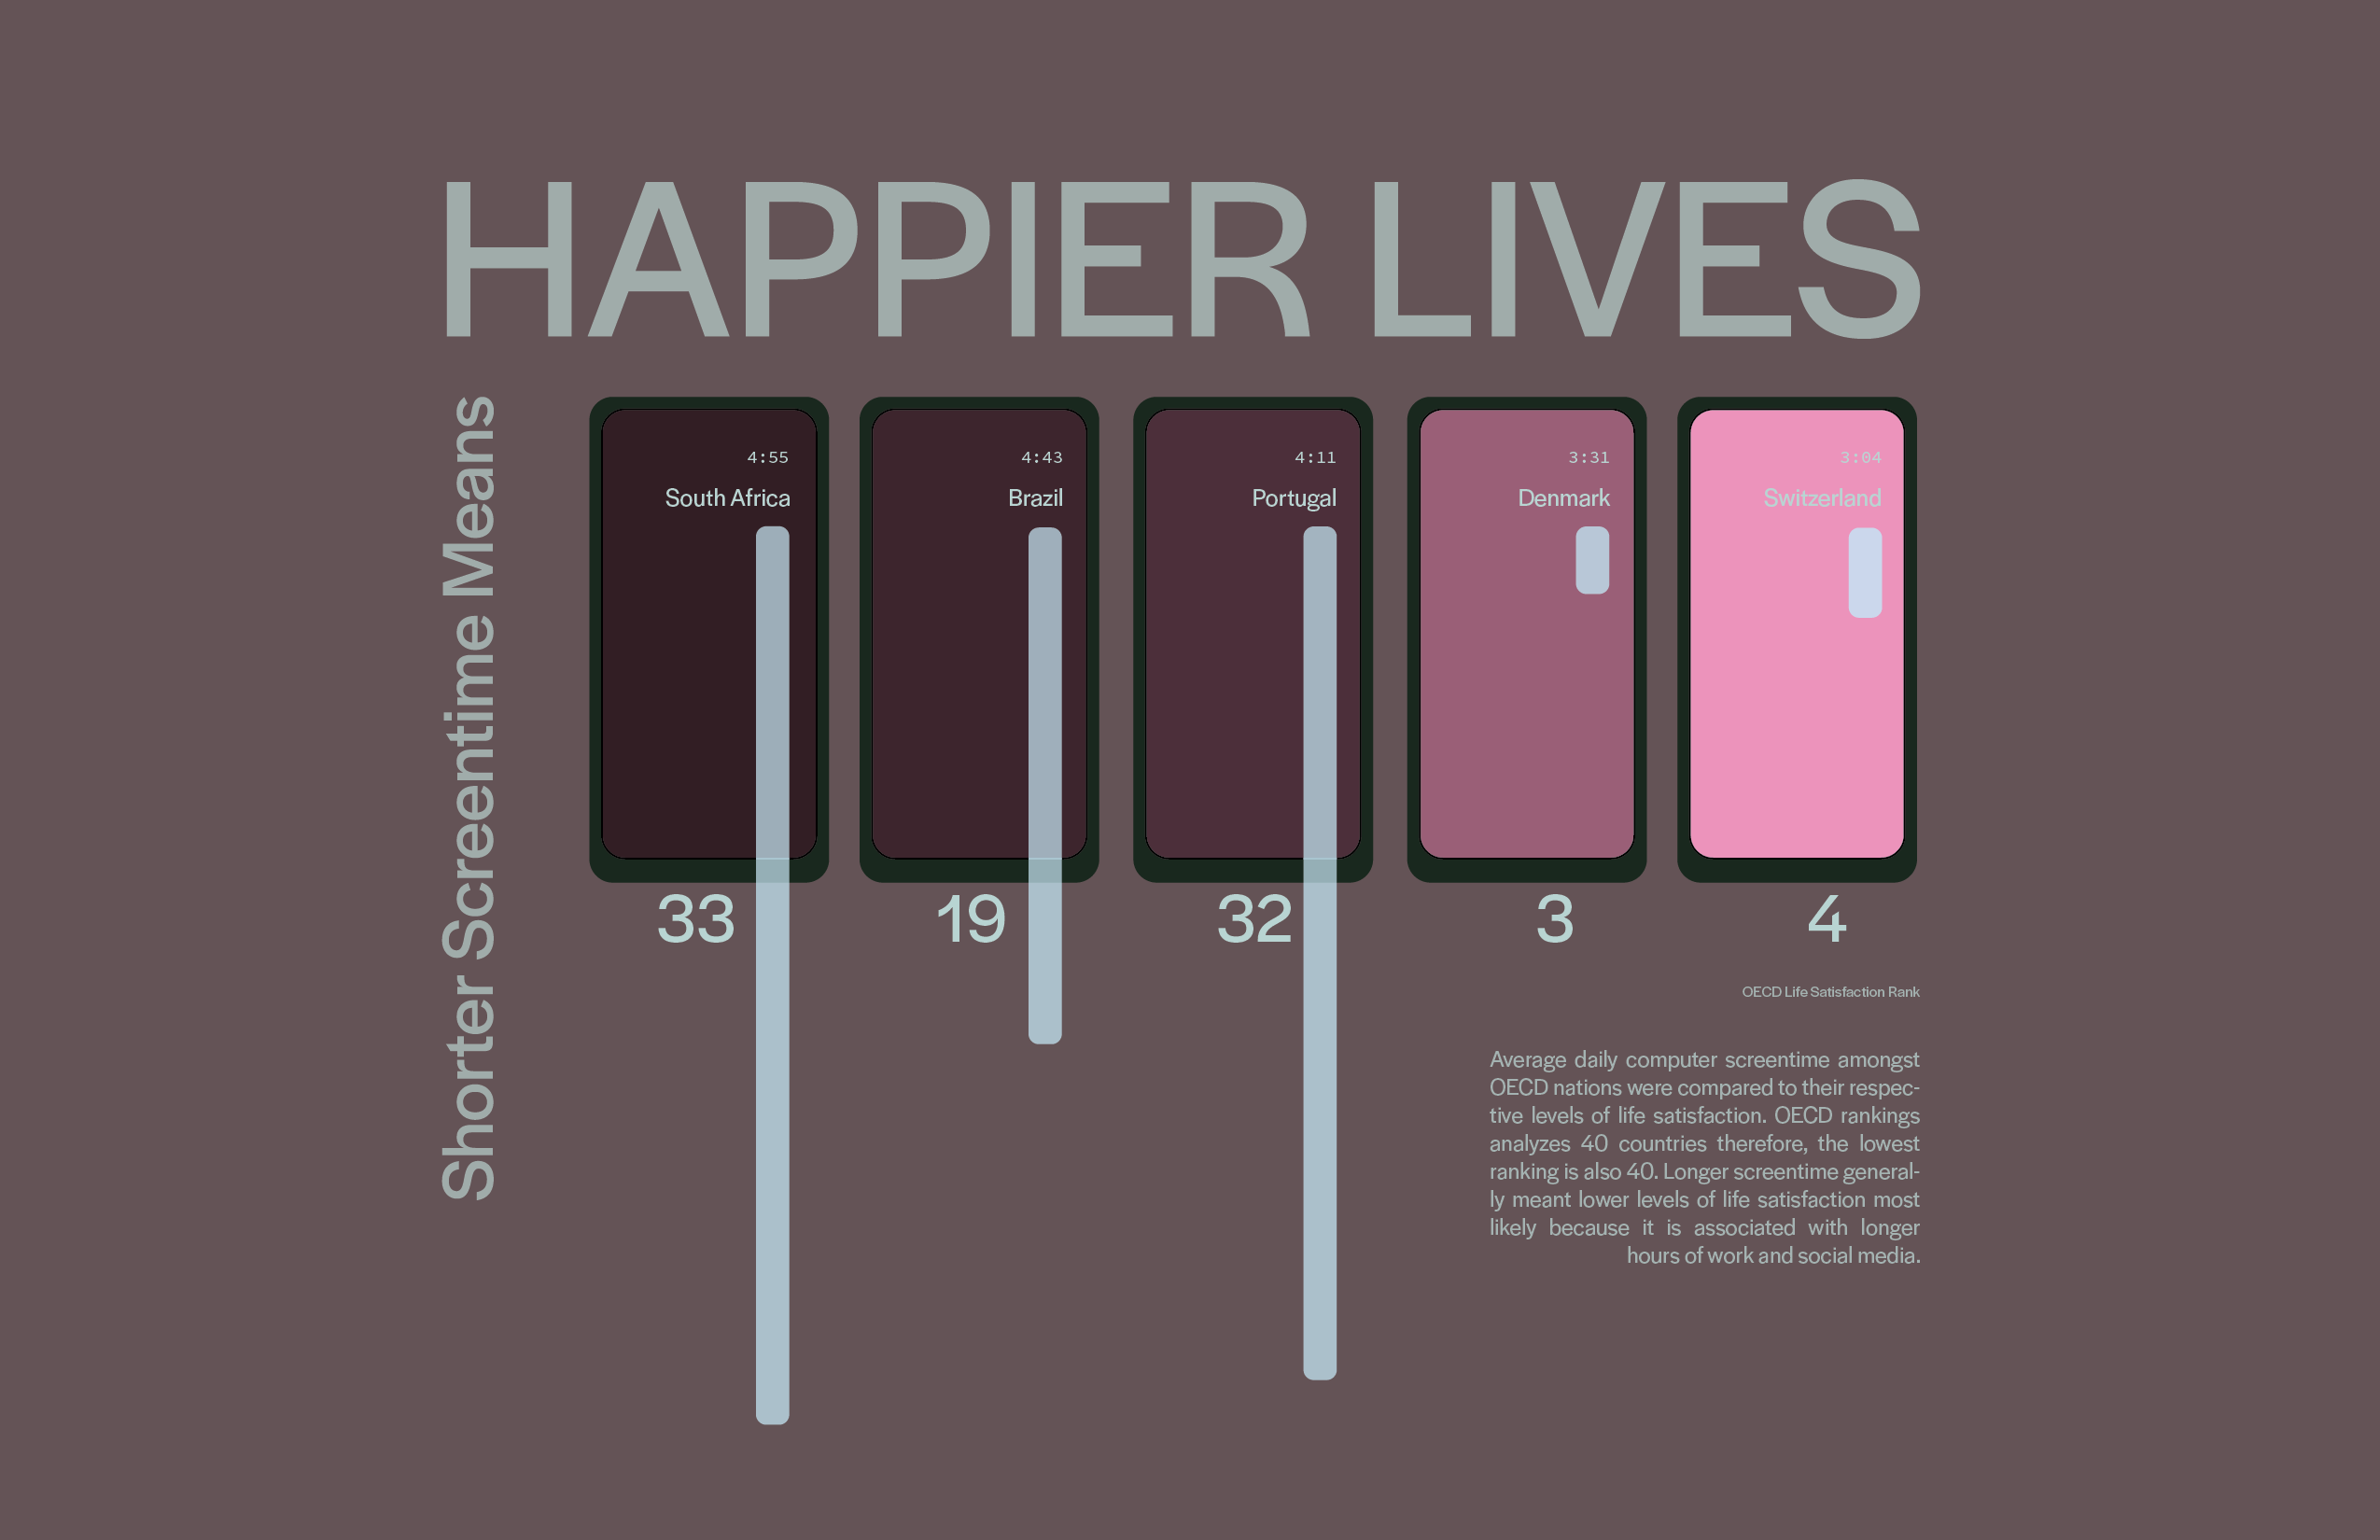 Shorter Screentime Means
HAPPIER LIVES
4:55
South Africa
33
4:43
Brazil
19
4:11
Portugal
32
3:31
Denmark
3
3:04
Switzerland
4
OECD Life Satisfaction Rank
Average daily computer screentime amongst
OECD nations were compared to their respec-
tive levels of life satisfaction. OECD rankings
analyzes 40 countries therefore, the lowest
ranking is also 40. Longer screentime general-
ly meant lower levels of life satisfaction most
likely because it is associated with longer
hours of work and social media.